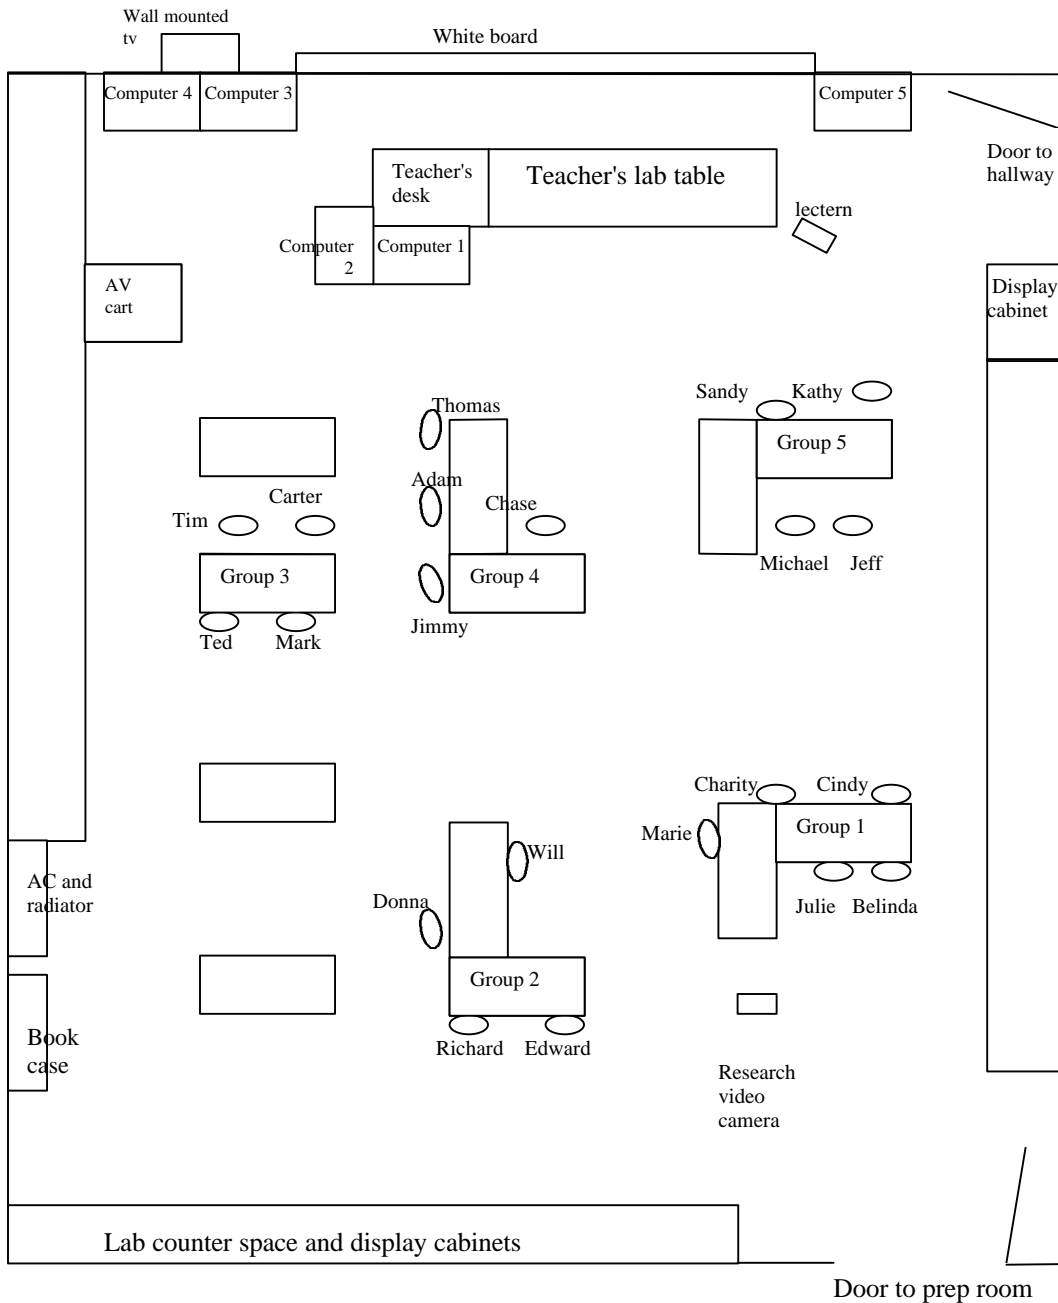 Wall mounted
tv
White board
Computer 4
Computer 3
Computer 5
Door to
hallway
Teacher's
desk
Teacher's lab table
lectern
Computer
2
Computer 1
AV
cart
Display
cabinet
Sandy
Kathy
Thomas
Group 5
Adam
Carter
Chase
Tim
Michael
Jeff
Group 3
Group 4
Jimmy
Ted
Mark
Charity
Cindy
Marie
Group 1
Will
AC and
radiator
Donna
Julie
Belinda
Group 2
Book
case
Richard
Edward
Research
video
camera
Lab counter space and display cabinets
Door to prep room